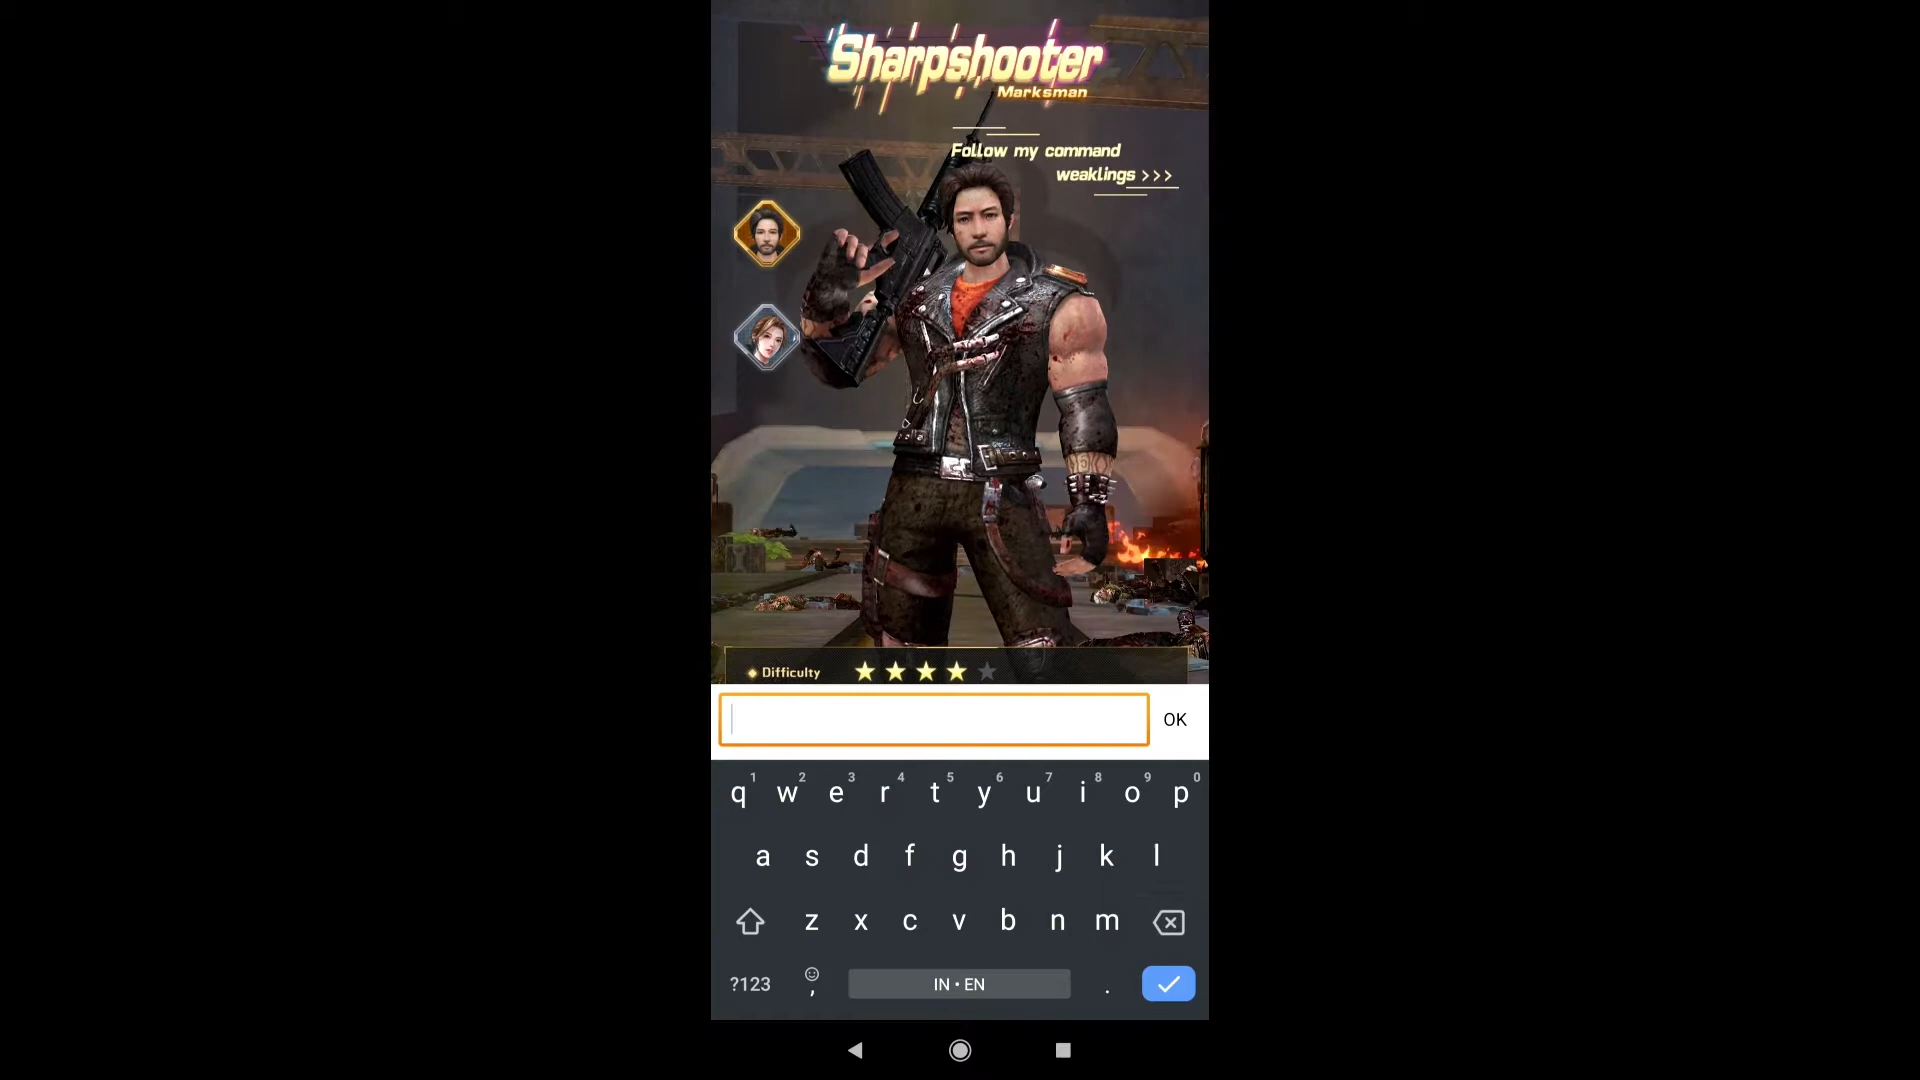 Sharpshooter
Marksman
Follow my command
weaklings >>>
Difficulty
OK
1 2 3 4 5 6 7 8 9 0
q w e r t y u i o p
a s d f g h j k l
z x c v b n m
?123 , IN • EN .